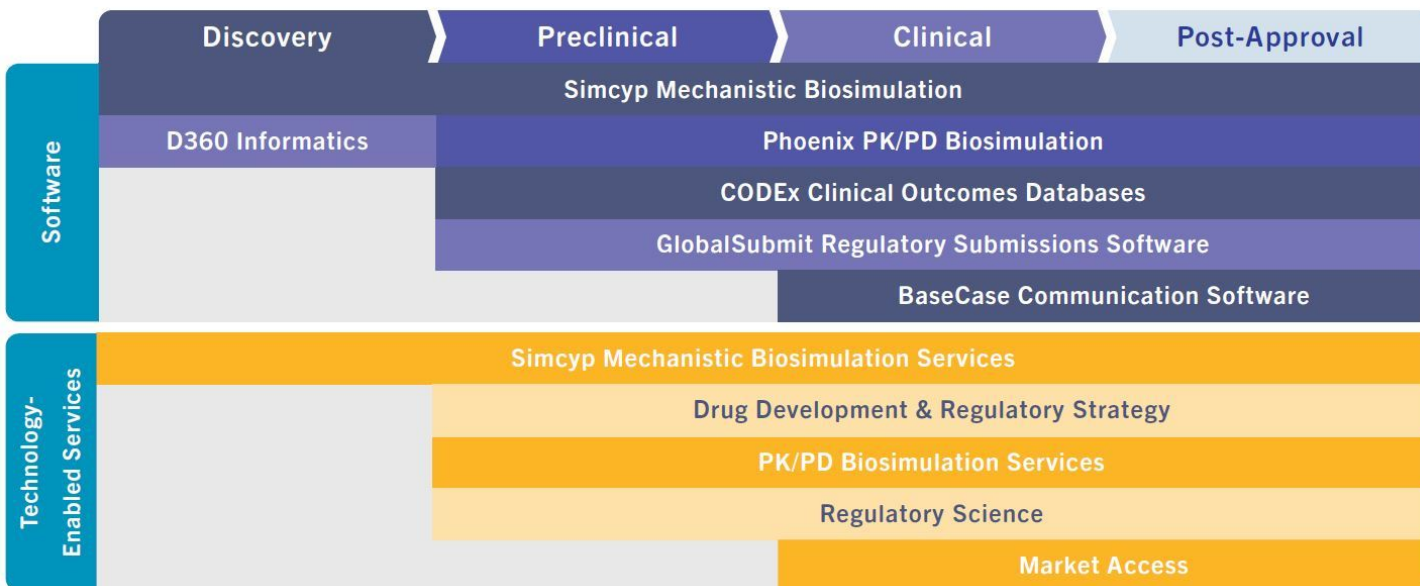 Discovery
Preclinical
Clinical
Post-Approval
Software
Simcyp Mechanistic Biosimulation
D360 Informatics
Phoenix PK/PD Biosimulation
CODEx Clinical Outcomes Databases
GlobalSubmit Regulatory Submissions Software
BaseCase Communication Software
Technology-
Enabled Services
Simcyp Mechanistic Biosimulation Services
Drug Development & Regulatory Strategy
PK/PD Biosimulation Services
Regulatory Science
Market Access